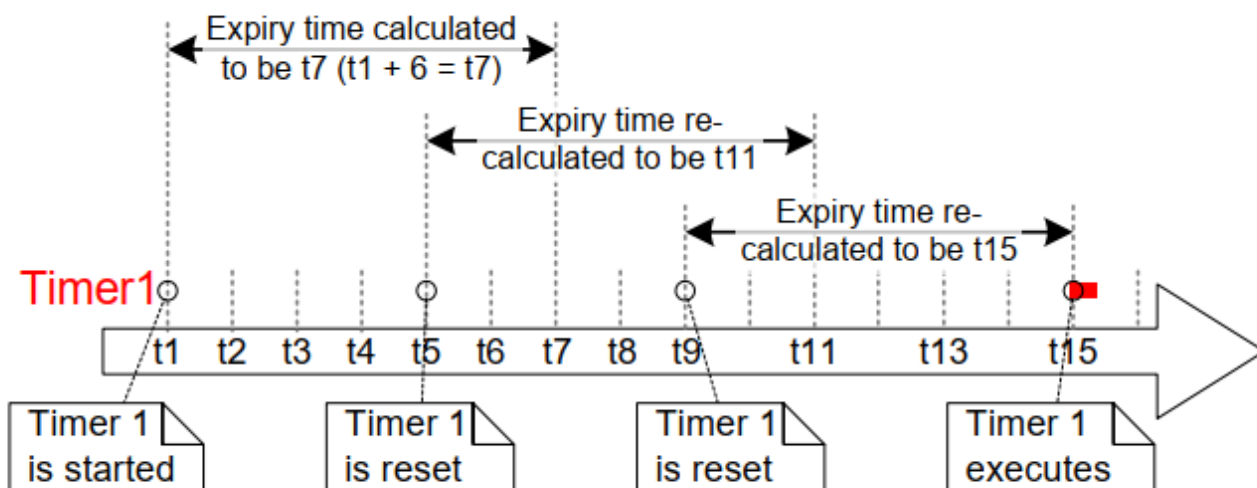 Expiry time calculated
to be t7 (t1 + 6 = t7)
Expiry time re-
calculated to be t11
Expiry time re-
calculated to be t15
Timer1
t1 t2 t3 t4 t5 t6 t7 t8 t9 t11 t13 t15
Timer 1
is started
Timer 1
is reset
Timer 1
is reset
Timer 1
executes